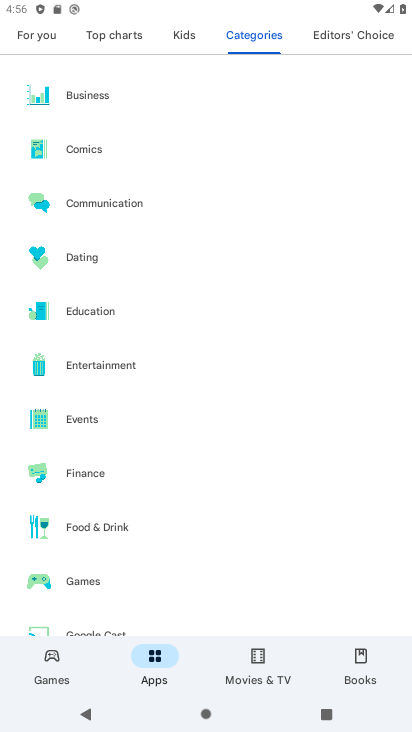 4:56
For you
Top charts
Kids
Categories
Editors' Choice
Business
Comics
Communication
Dating
Education
Entertainment
Events
Finance
Food & Drink
Games
Google Cast
Games
Apps
Movies & TV
Books